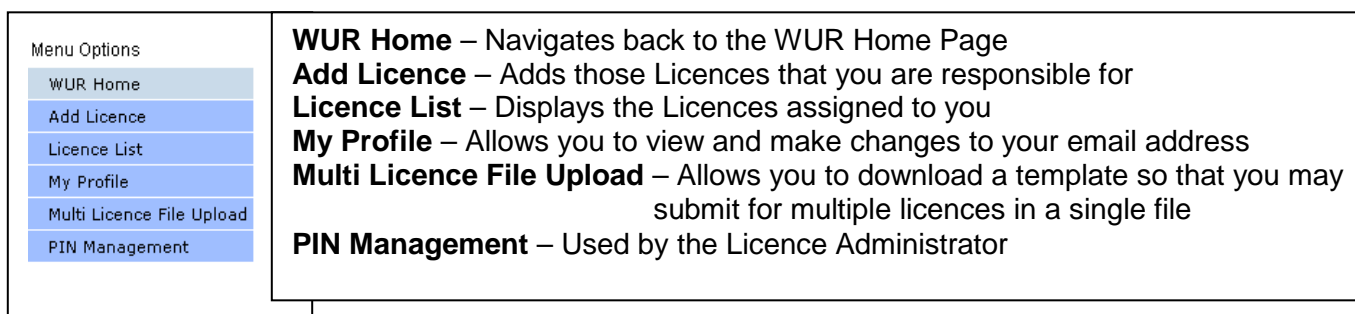 Menu Options
WUR Home
Add Licence
Licence List
My Profile
Multi Licence File Upload
PIN Management
WUR Home – Navigates back to the WUR Home Page
Add Licence – Adds those Licences that you are responsible for
Licence List – Displays the Licences assigned to you
My Profile – Allows you to view and make changes to your email address
Multi Licence File Upload – Allows you to download a template so that you may
submit for multiple licences in a single file
PIN Management – Used by the Licence Administrator